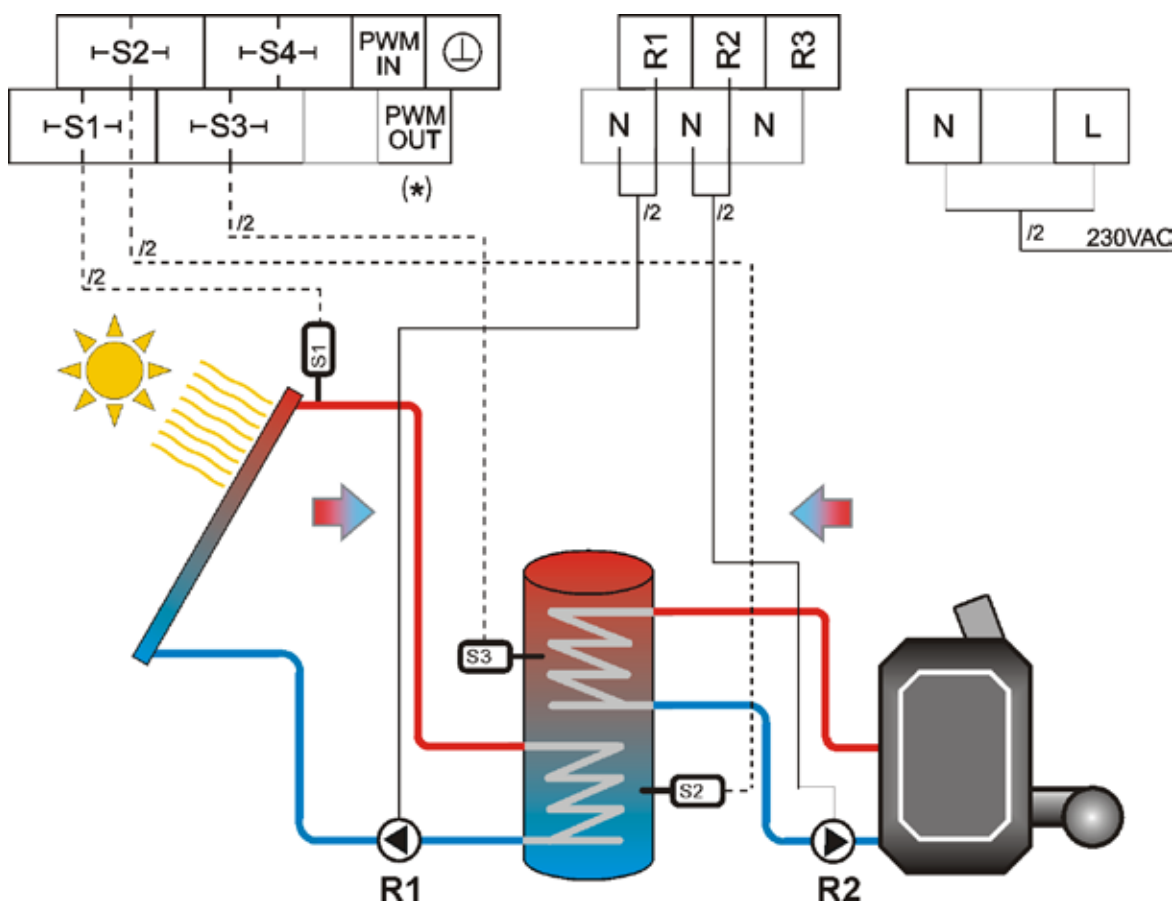 S2 S4 PWM IN R1 R2 R3
S1 S3 PWM OUT N N N N L
(*)
/2 /2 /2 /2 /2 230VAC
/2
S1
S3
S2
R1 R2